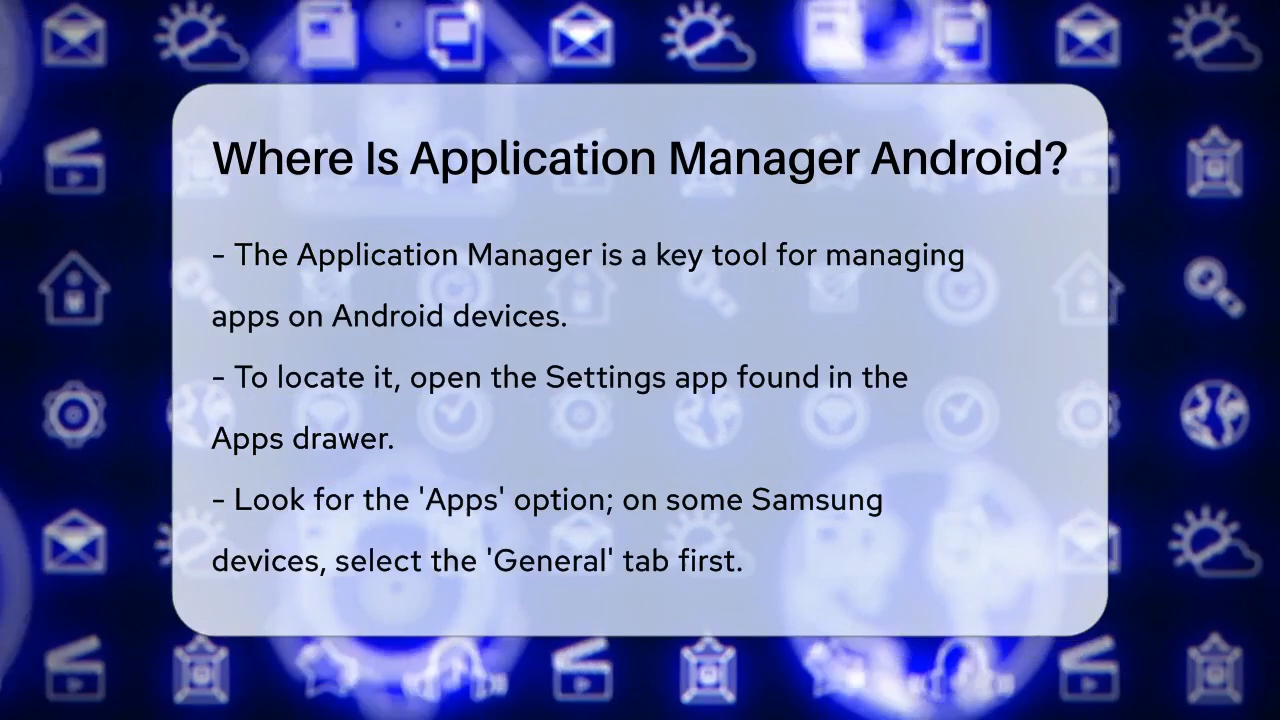 Where Is Application Manager Android?
– The Application Manager is a key tool for managing
apps on Android devices.
– To locate it, open the Settings app found in the
Apps drawer.
– Look for the 'Apps' option; on some Samsung
devices, select the 'General' tab first.